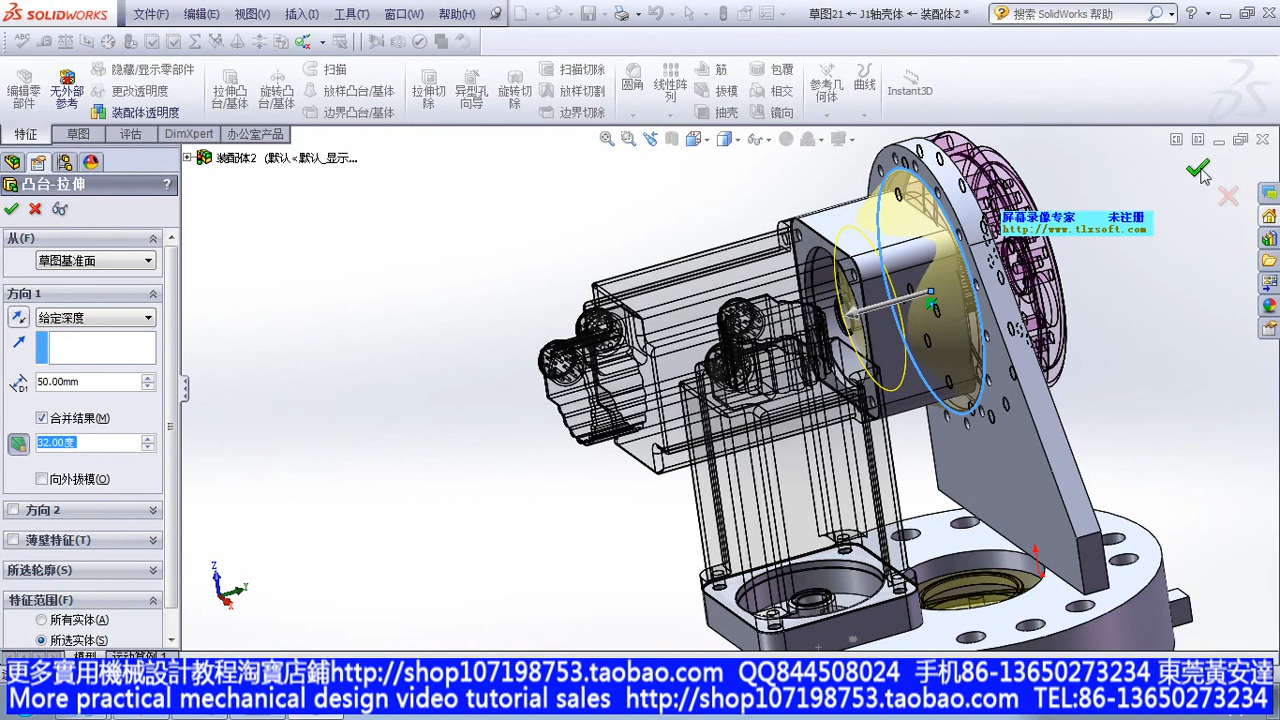 SOLIDWORKS 文件(F) 编辑(E) 视图(V) 插入(I) 工具(T) 窗口(W) 帮助(H) 草图21 ← J1轴壳体 ← 装配体2 * 搜索 SolidWorks 帮助
编辑零部件 无外部参考 隐藏/显示零部件 更改透明度 装配体透明度
拉伸凸台/基体 旋转凸台/基体 扫描 放样凸台/基体 边界凸台/基体
拉伸切除 异型孔向导 旋转切除 扫描切除 放样切割 边界切除
圆角 线性阵列 筋 拔模 抽壳 包覆 相交 镜向 参考几何体 曲线 Instant3D
特征 草图 评估 DimXpert 办公室产品
装配体2 (默认<默认_显示...
凸台-拉伸 ?
从(F)
草图基准面
方向 1
给定深度
50.00mm
合并结果(M)
32.00度
向外拔模(O)
方向 2
薄壁特征(T)
所选轮廓(S)
特征范围(F)
所有实体(A)
所选实体(S)
模型 运动算例 1
屏幕录像专家 未注册
http://www.tlxsoft.com
Z
Y
X
更多實用機械設計教程淘寶店鋪http://shop107198753.taobao.com QQ844508024 手机86-13650273234 東莞黃安達
More practical mechanical design video tutorial sales http://shop107198753.taobao.com TEL:86-13650273234